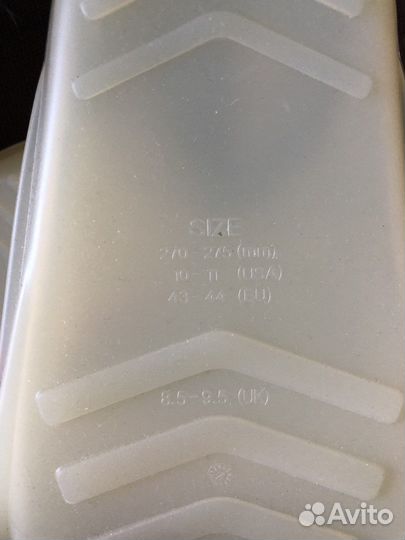 SIZE
270-275 (mm)
10-11 (USA)
43-44 (EU)
8.5-9.5 (UK)
Avito